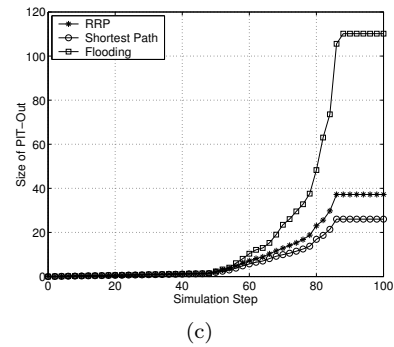 120
100
80
60
40
20
0
Size of PIT-Out
RRP
Shortest Path
Flooding
0 20 40 60 80 100
Simulation Step
(c)